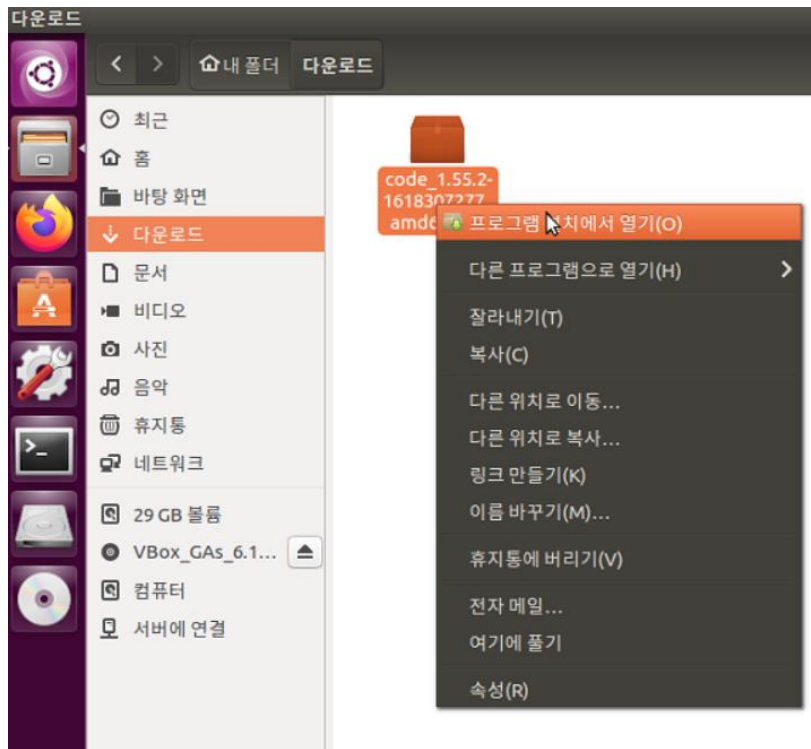 다운로드
내 폴더 다운로드
최근
홈
바탕 화면
다운로드
문서
비디오
사진
음악
휴지통
네트워크
29 GB 볼륨
VBox_GAs_6.1...
컴퓨터
서버에 연결
code_1.55.2-
1618307277_
프로그램 에서 열기(O)
다른 프로그램으로 열기(H)
잘라내기(T)
복사(C)
다른 위치로 이동...
다른 위치로 복사...
링크 만들기(K)
이름 바꾸기(M)...
휴지통에 버리기(V)
전자 메일...
여기에 풀기
속성(R)